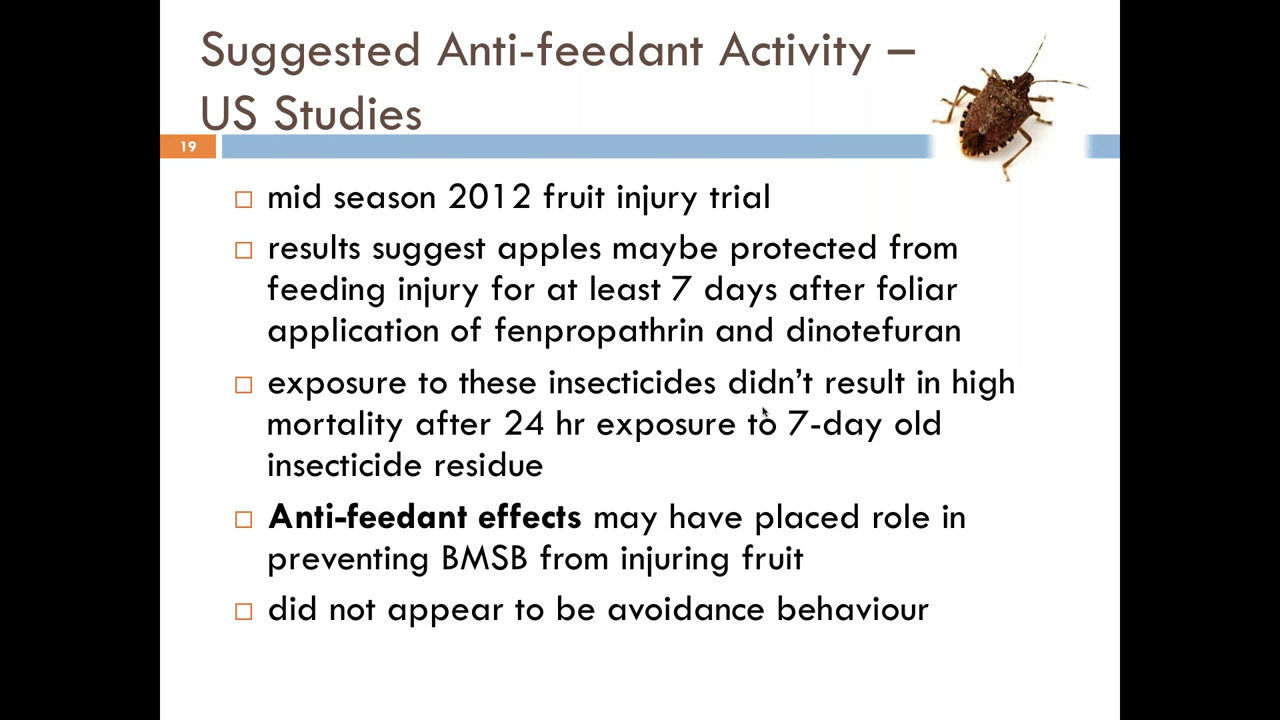 Suggested Anti-feedant Activity –
US Studies
19
mid season 2012 fruit injury trial
results suggest apples maybe protected from
feeding injury for at least 7 days after foliar
application of fenpropathrin and dinotefuran
exposure to these insecticides didn’t result in high
mortality after 24 hr exposure to 7-day old
insecticide residue
Anti-feedant effects may have placed role in
preventing BMSB from injuring fruit
did not appear to be avoidance behaviour